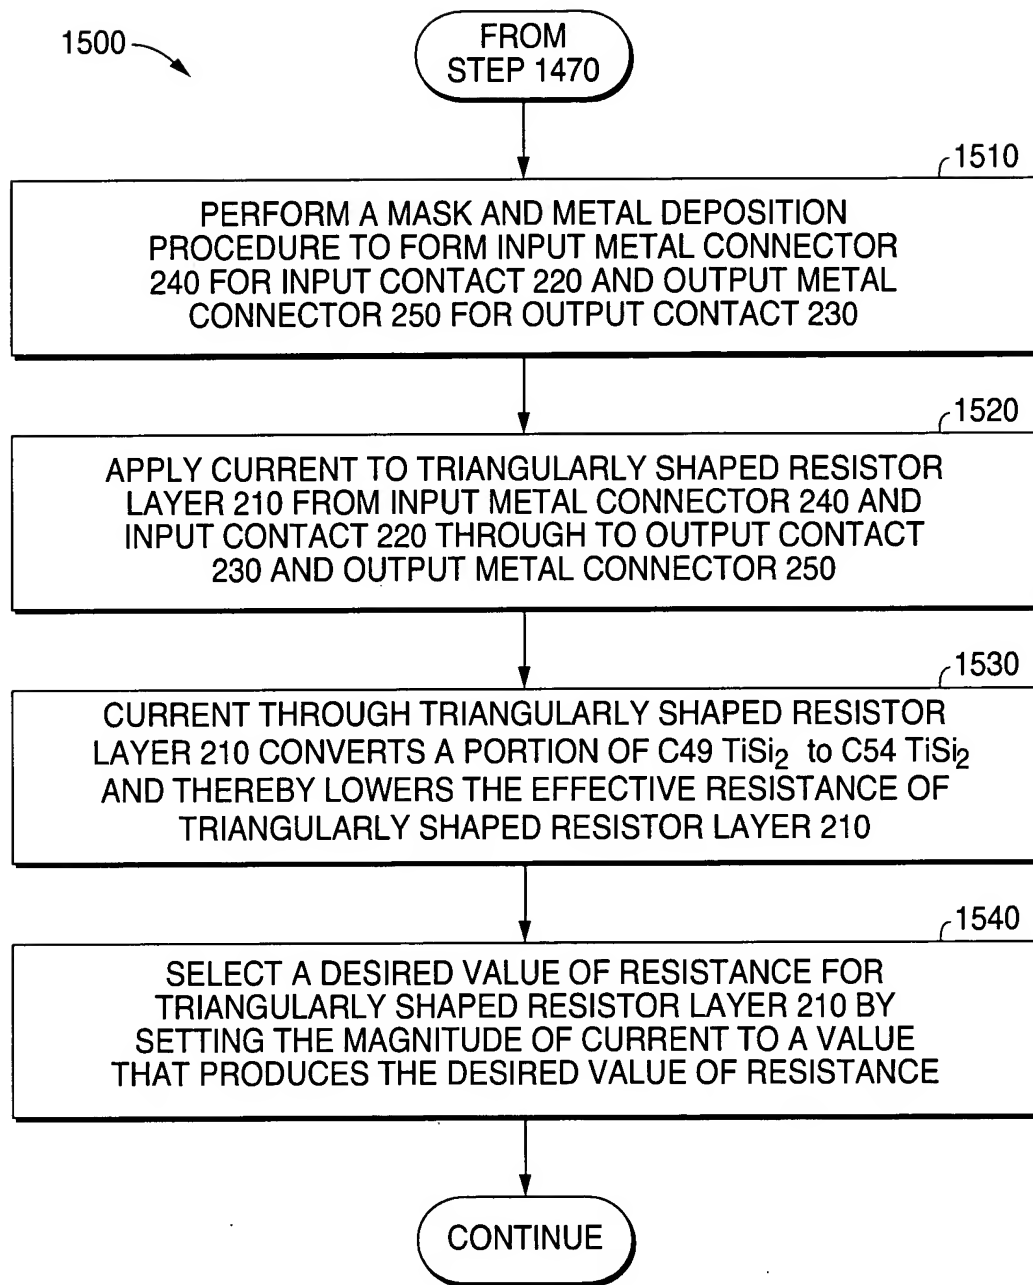 1500
FROM
STEP 1470
1510
PERFORM A MASK AND METAL DEPOSITION
PROCEDURE TO FORM INPUT METAL CONNECTOR
240 FOR INPUT CONTACT 220 AND OUTPUT METAL
CONNECTOR 250 FOR OUTPUT CONTACT 230
1520
APPLY CURRENT TO TRIANGULARLY SHAPED RESISTOR
LAYER 210 FROM INPUT METAL CONNECTOR 240 AND
INPUT CONTACT 220 THROUGH TO OUTPUT CONTACT
230 AND OUTPUT METAL CONNECTOR 250
1530
CURRENT THROUGH TRIANGULARLY SHAPED RESISTOR
LAYER 210 CONVERTS A PORTION OF C49 TiSi₂ to C54 TiSi₂
AND THEREBY LOWERS THE EFFECTIVE RESISTANCE OF
TRIANGULARLY SHAPED RESISTOR LAYER 210
1540
SELECT A DESIRED VALUE OF RESISTANCE FOR
TRIANGULARLY SHAPED RESISTOR LAYER 210 BY
SETTING THE MAGNITUDE OF CURRENT TO A VALUE
THAT PRODUCES THE DESIRED VALUE OF RESISTANCE
CONTINUE